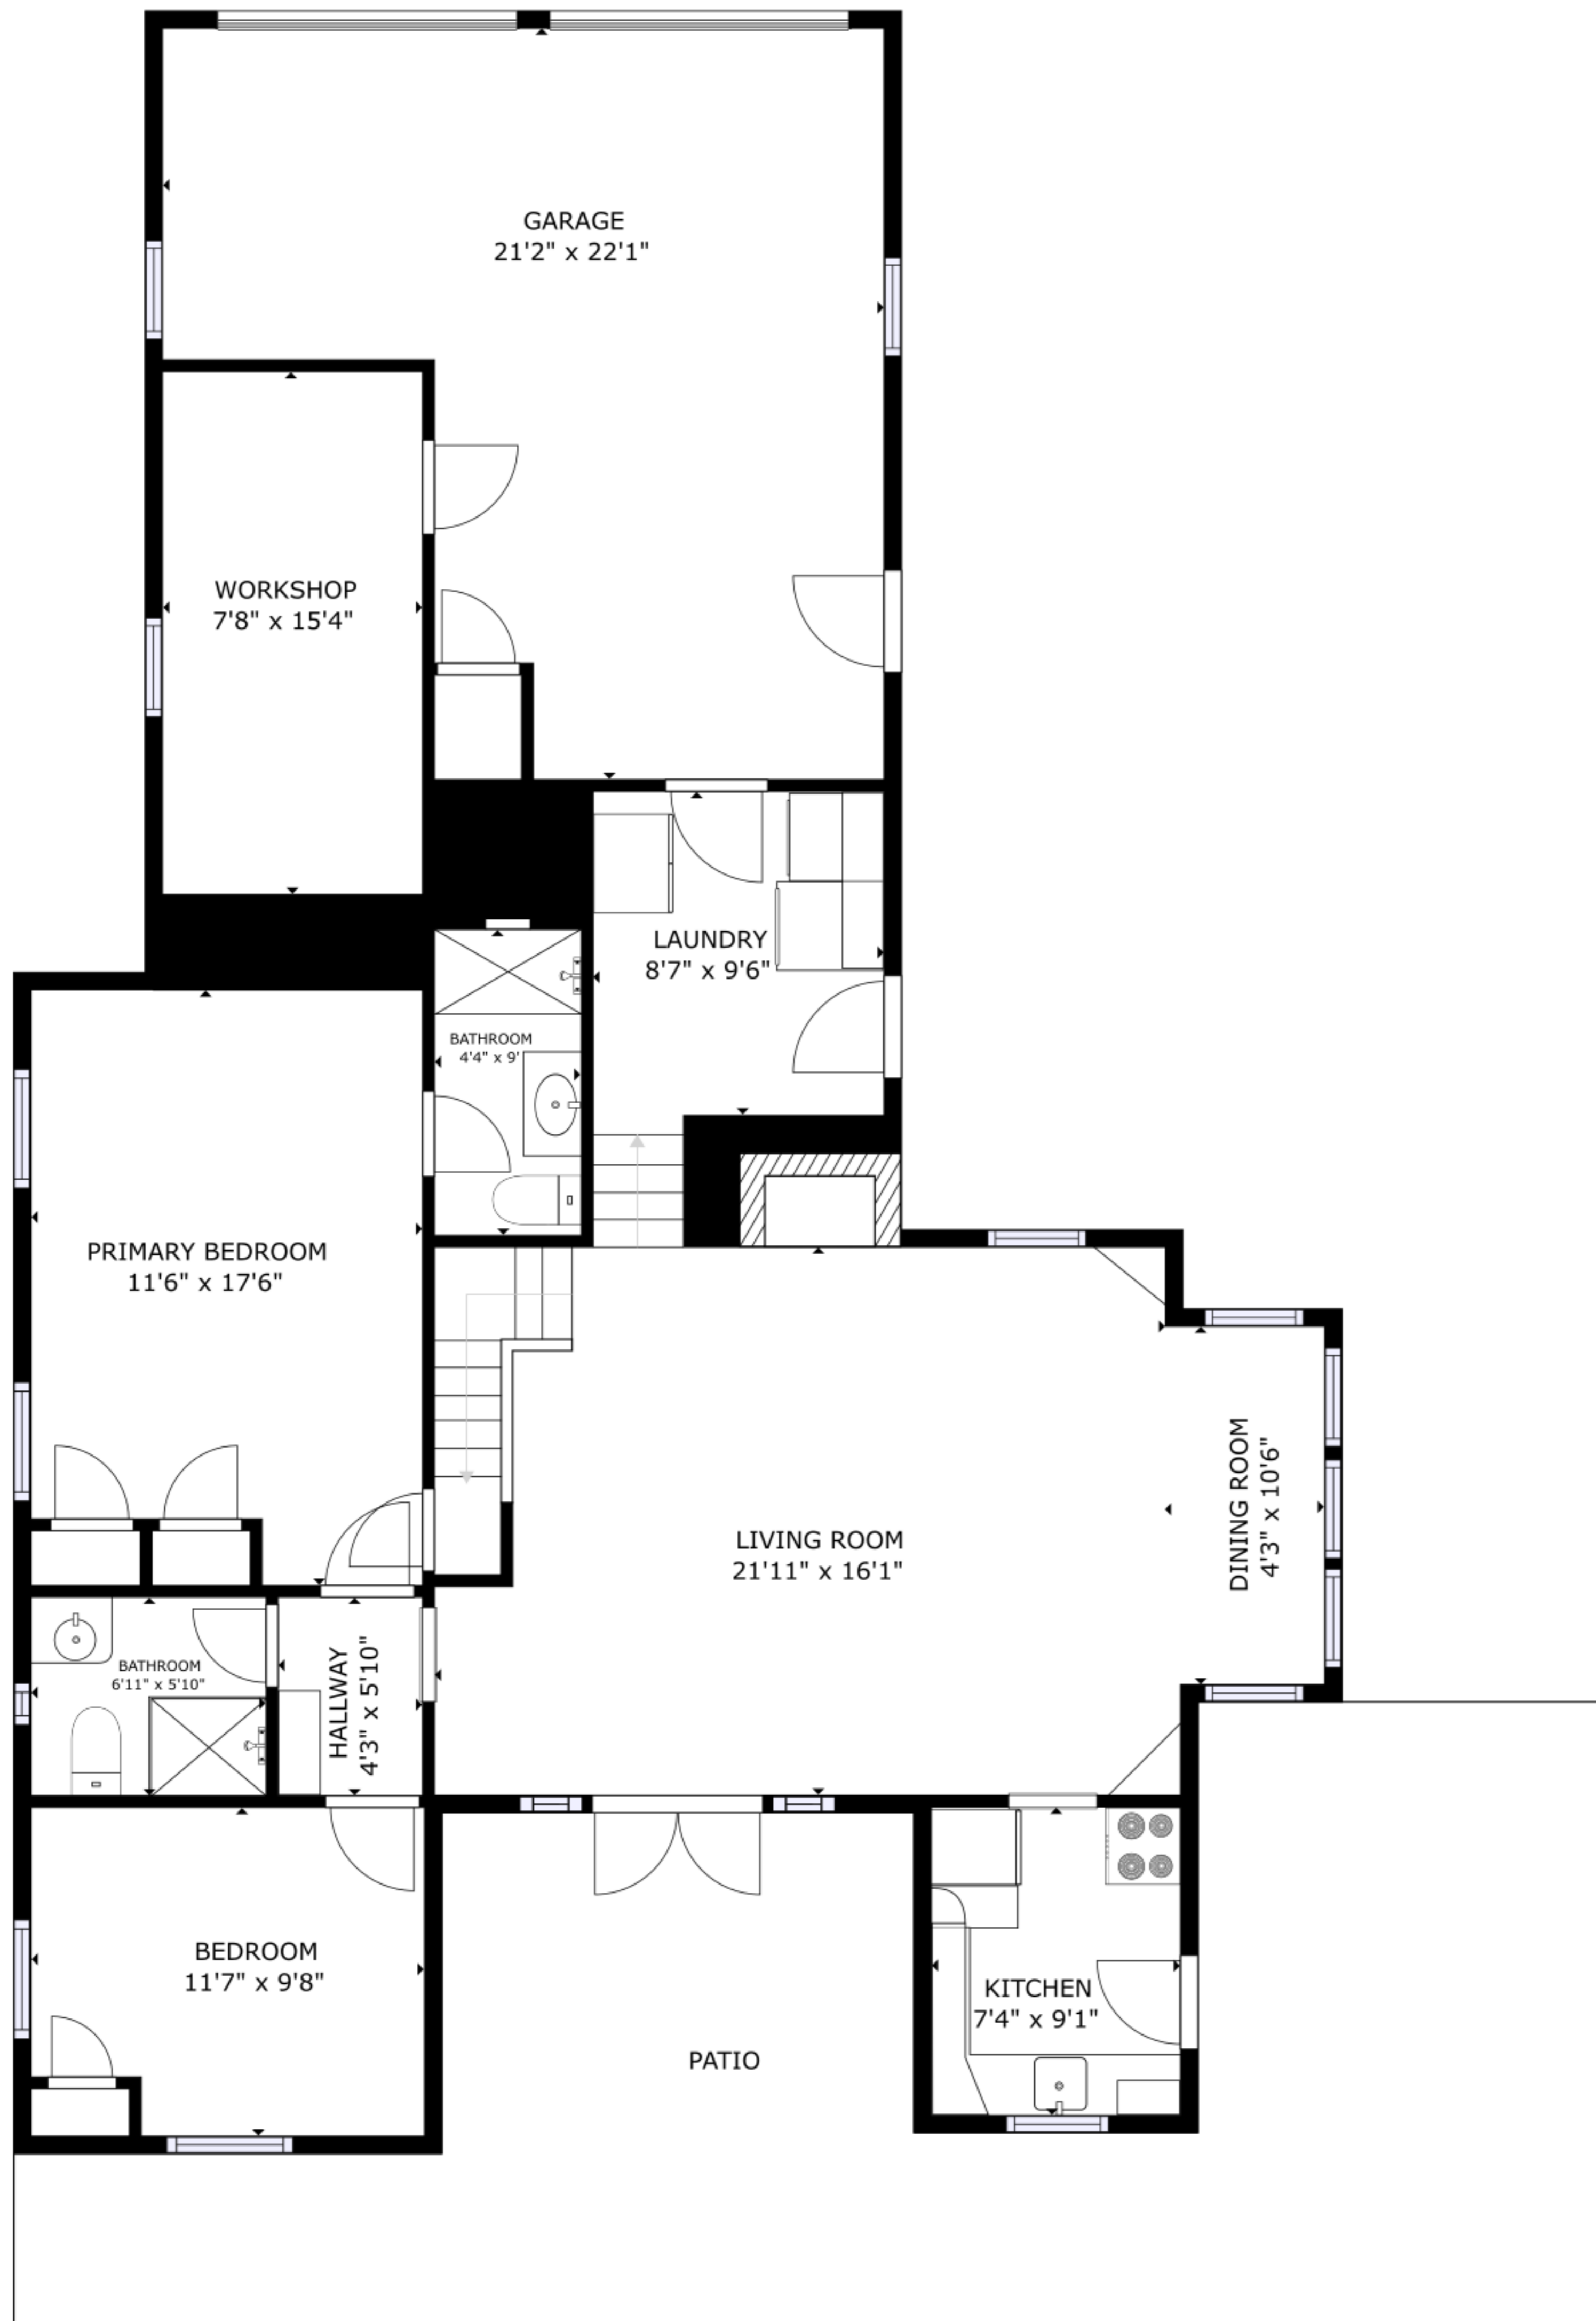 GARAGE
21'2" x 22'1"
WORKSHOP
7'8" x 15'4"
LAUNDRY
8'7" x 9'6"
BATHROOM
4'4" x 9'
PRIMARY BEDROOM
11'6" x 17'6"
DINING ROOM
4'3" x 10'6"
LIVING ROOM
21'11" x 16'1"
BATHROOM
6'11" x 5'10"
HALLWAY
4'3" x 5'10"
BEDROOM
11'7" x 9'8"
KITCHEN
7'4" x 9'1"
PATIO